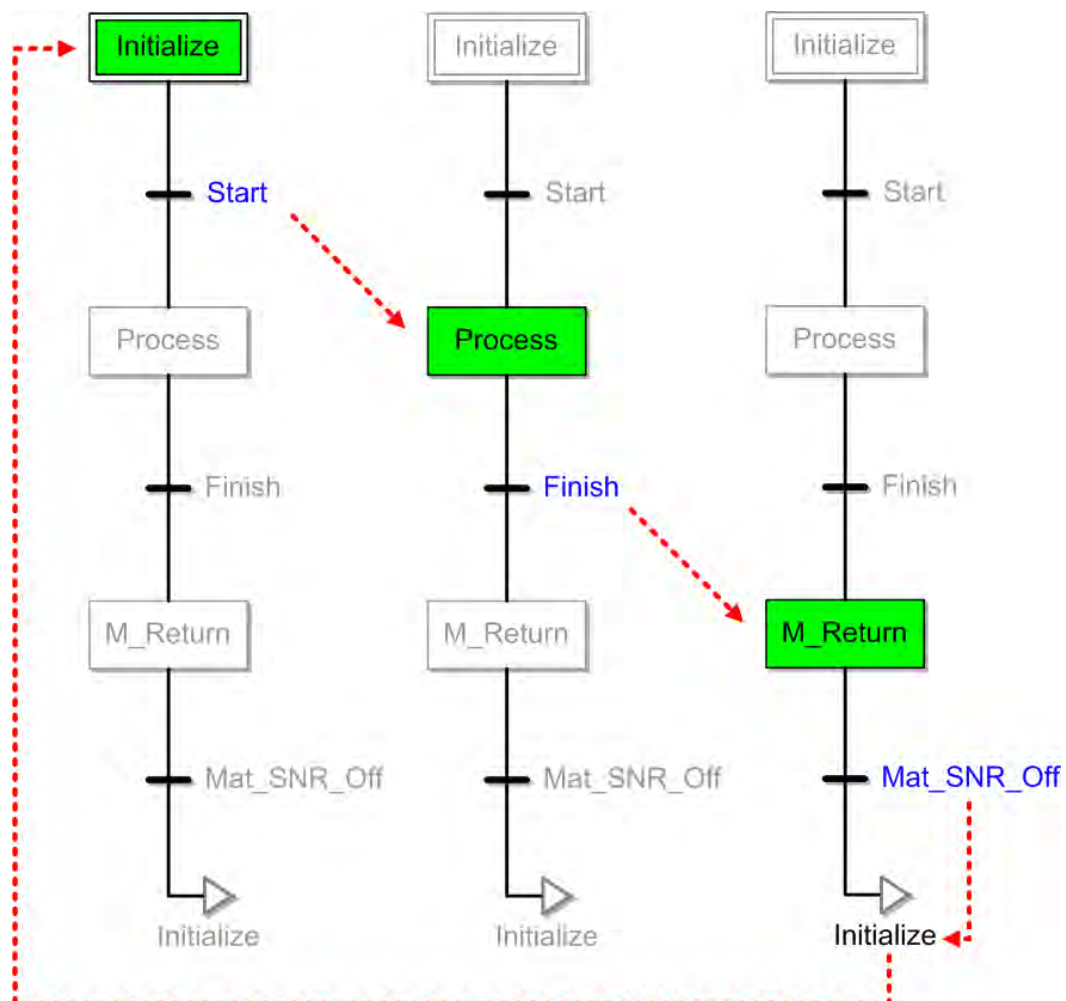 Initialize
Initialize
Initialize
Start
Start
Start
Process
Process
Process
Finish
Finish
Finish
M_Return
M_Return
M_Return
Mat_SNR_Off
Mat_SNR_Off
Mat_SNR_Off
Initialize
Initialize
Initialize